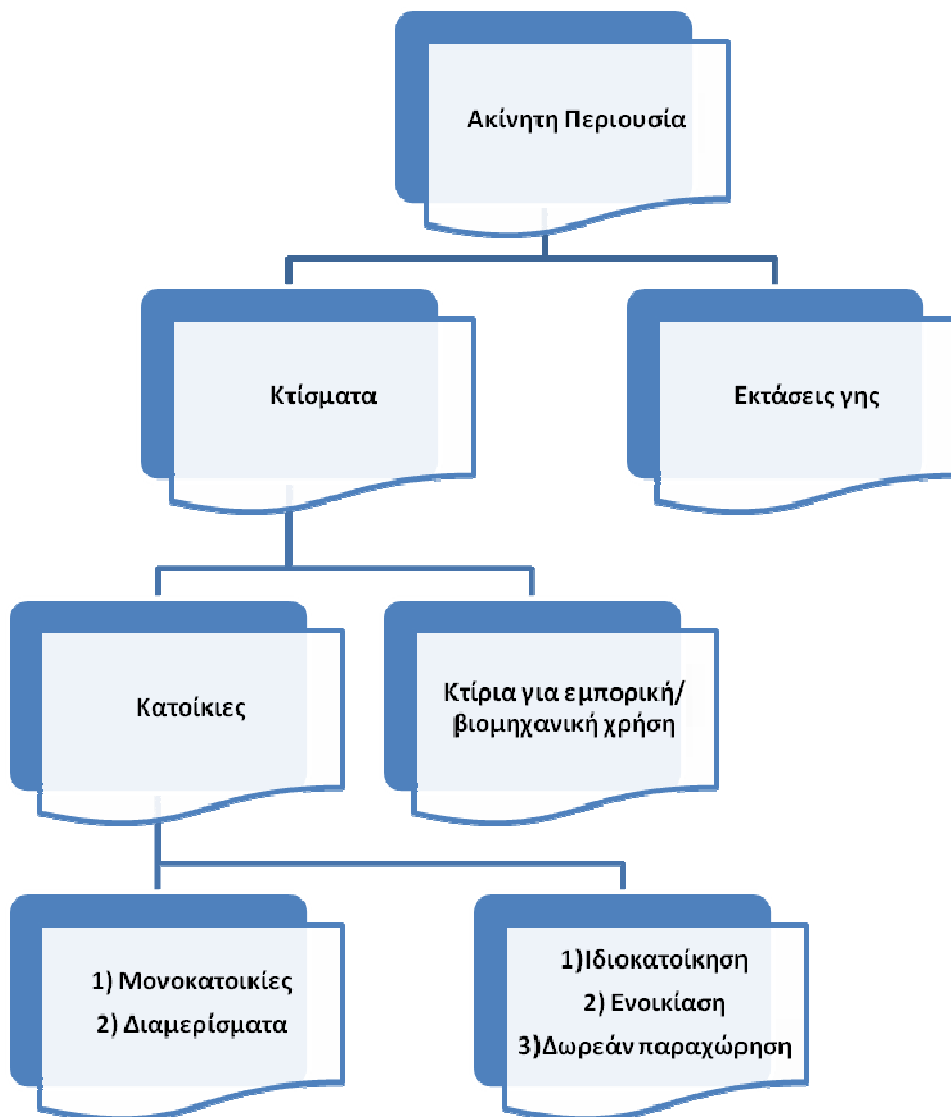 Ακίνητη Περιουσία
Κτίσματα
Εκτάσεις γης
Κατοίκιες
Κτίρια για εμπορική/
βιομηχανική χρήση
1) Μονοκατοικίες
2) Διαμερίσματα
1)Ιδιοκατοίκηση
2) Ενοικίαση
3)Δωρεάν παραχώρηση